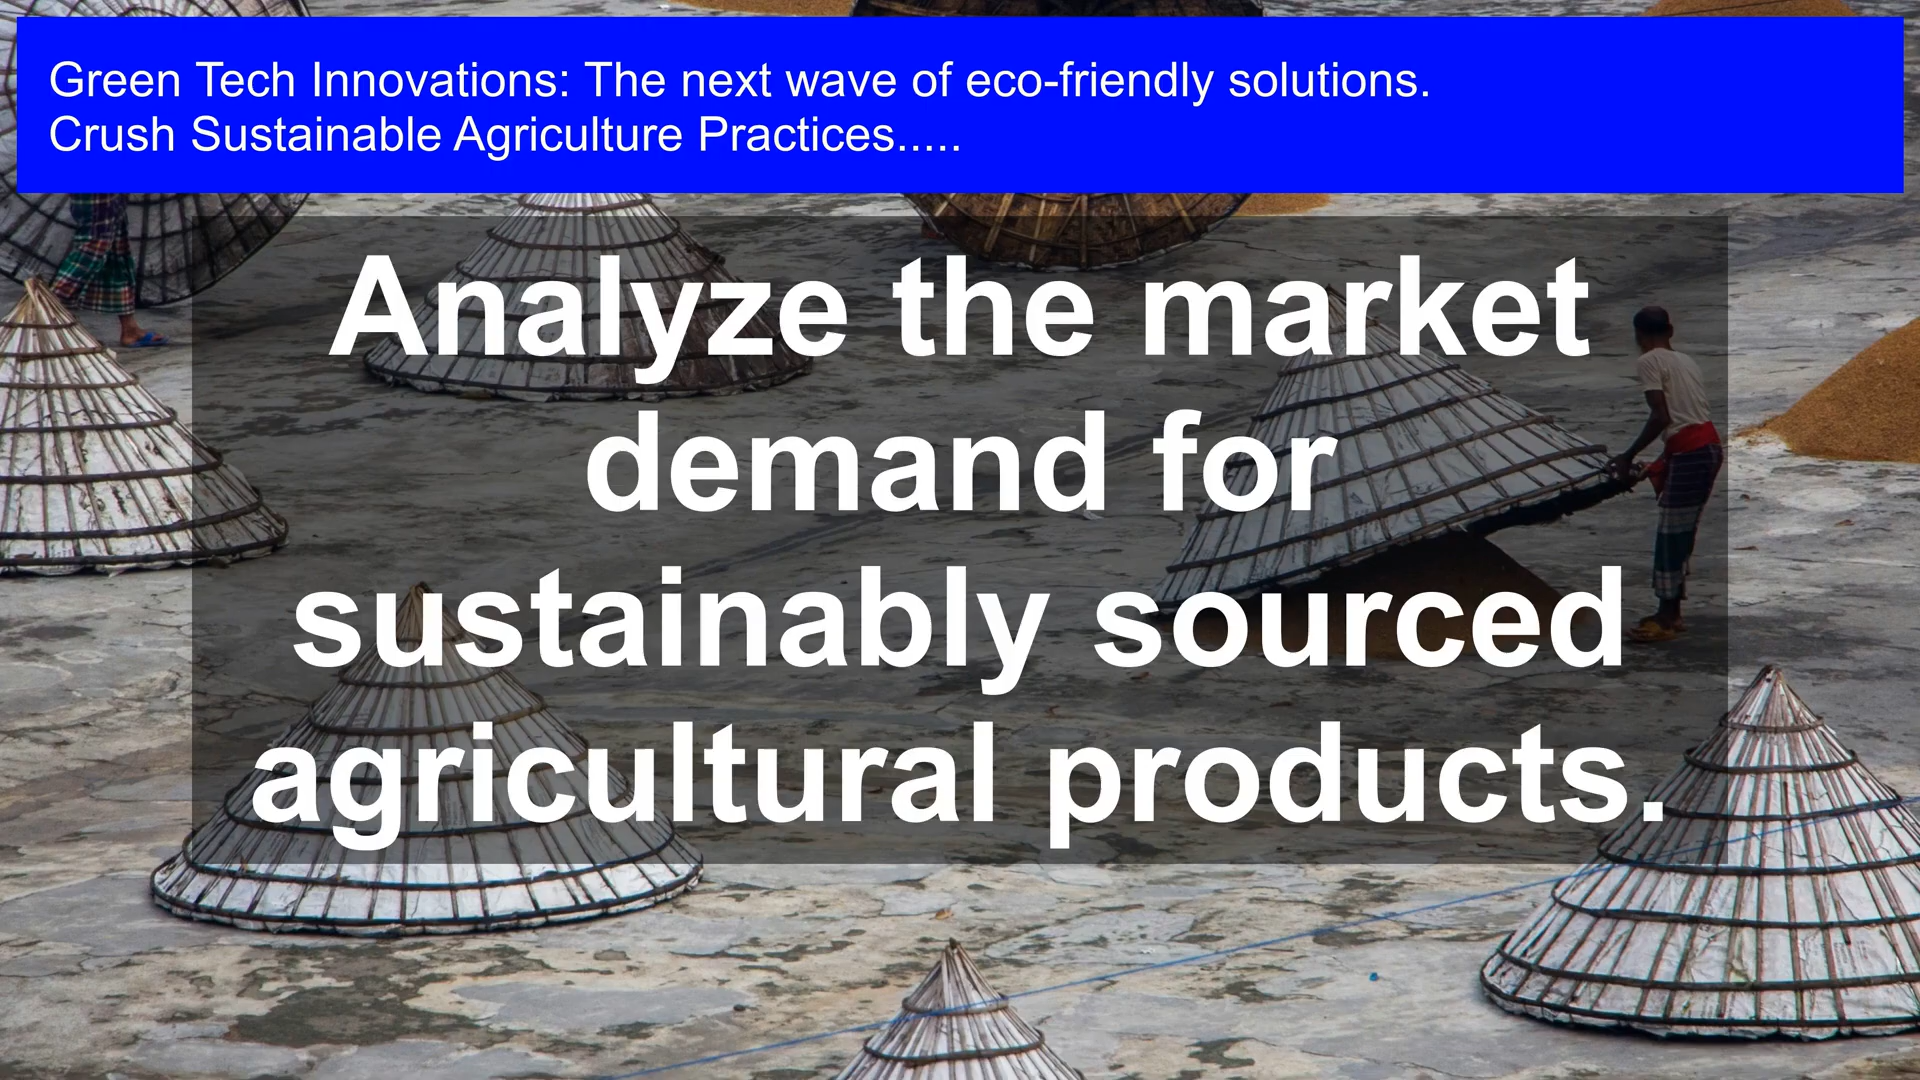 Green Tech Innovations: The next wave of eco-friendly solutions.
Crush Sustainable Agriculture Practices.....
Analyze the market
demand for
sustainably sourced
agricultural products.